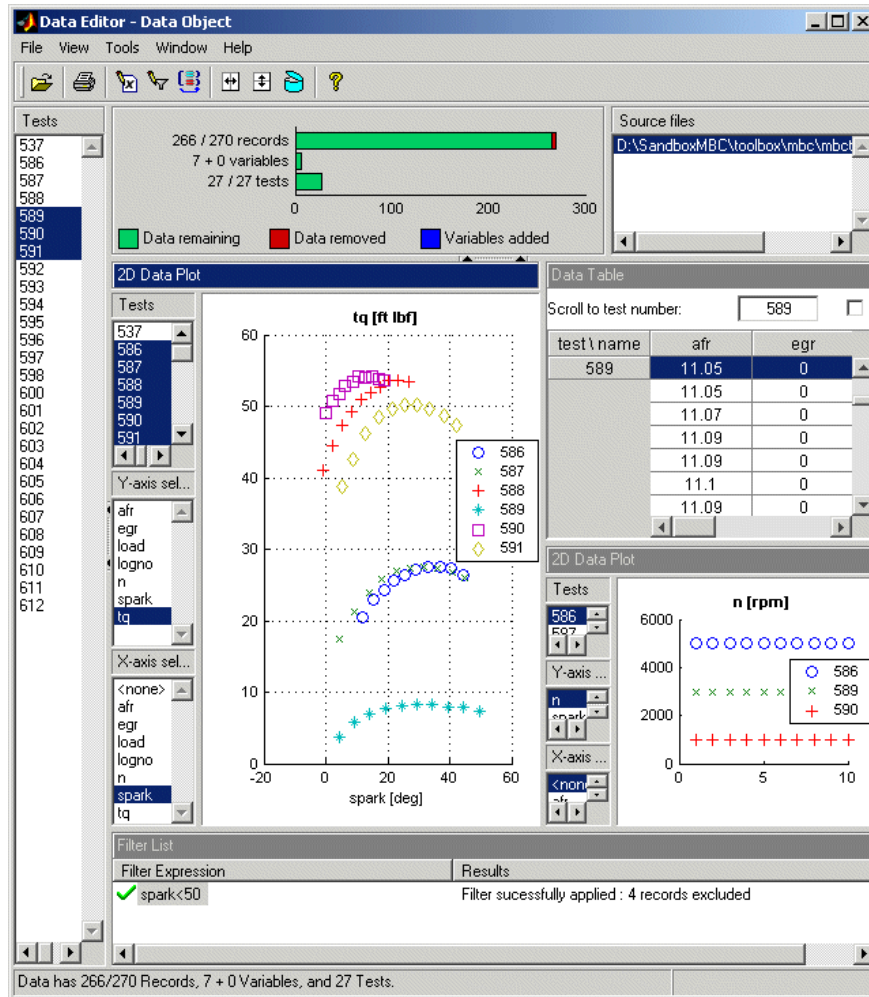 Data Editor - Data Object
File View Tools Window Help
Tests
537
586
587
588
589
590
591
592
593
594
595
596
597
598
600
601
602
603
604
605
606
607
608
609
610
611
612
266 / 270 records
7 + 0 variables
27 / 27 tests
0 100 200 300
Data remaining Data removed Variables added
Source files
D:\SandboxMBC\toolbox\mbc\mbct
2D Data Plot
Tests
537
586
587
588
589
590
591
Y-axis sel...
afr
egr
load
logno
n
spark
tq
X-axis sel...
<none>
afr
egr
load
logno
n
spark
tq
tq [ft lbf]
60
50
40
30
20
10
0
-20 0 20 40 60
spark [deg]
586
587
588
589
590
591
Data Table
Scroll to test number: 589
test \ name afr egr
589 11.05 0
11.05 0
11.07 0
11.09 0
11.09 0
11.1 0
11.09 0
2D Data Plot
Tests
586
587
Y-axis ...
n
spark
X-axis ...
<none
afr
n [rpm]
6000
4000
2000
0
0 5 10
586
589
590
Filter List
Filter Expression Results
spark<50 Filter sucessfully applied : 4 records excluded
Data has 266/270 Records, 7 + 0 Variables, and 27 Tests.